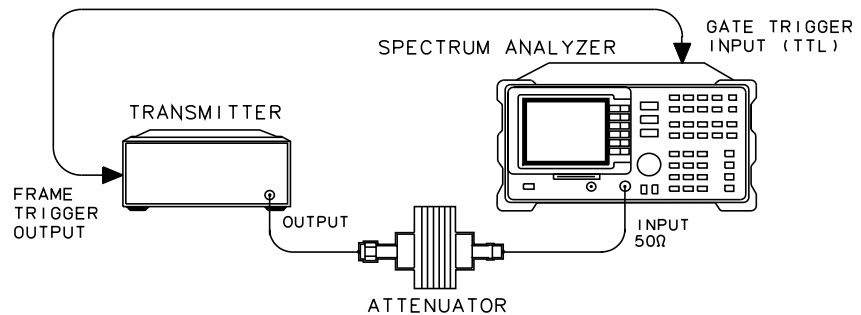 GATE TRIGGER
INPUT (TTL)
SPECTRUM ANALYZER
TRANSMITTER
FRAME
TRIGGER
OUTPUT
OUTPUT
INPUT
50Ω
ATTENUATOR